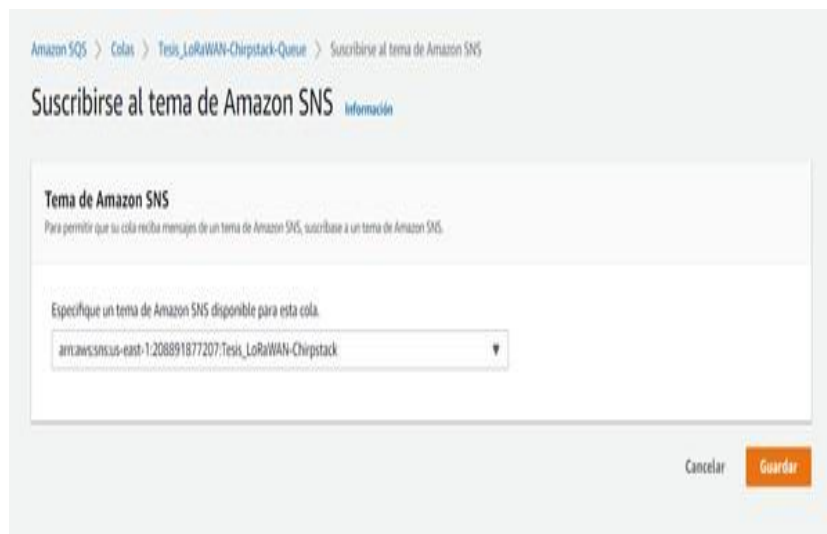 Amazon SQS > Colas > Tesis_LoRaWAN-Chirpstack-Queue > Suscribirse al tema de Amazon SNS
Suscribirse al tema de Amazon SNS Información
Tema de Amazon SNS
Para permitir que su cola reciba mensajes de un tema de Amazon SNS, suscríbase a un tema de Amazon SNS.
Especifique un tema de Amazon SNS disponible para esta cola.
arn:aws:sns:us-east-1:208891877207:Tesis_LoRaWAN-Chirpstack
Cancelar Guardar